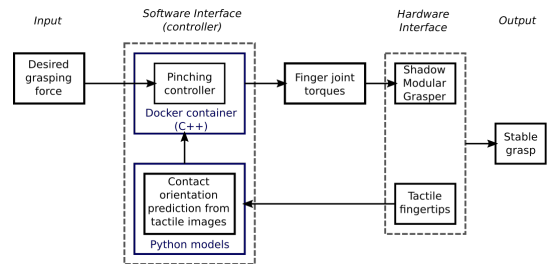 Input
Software Interface
(controller)
Hardware
Interface
Output
Desired
grasping
force
Pinching
controller
Docker container
(C++)
Finger joint
torques
Shadow
Modular
Grasper
Stable
grasp
Contact
orientation
prediction from
tactile images
Python models
Tactile
fingertips